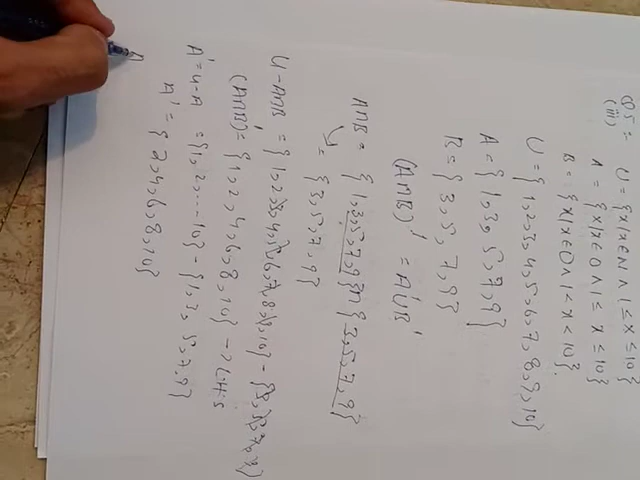 Q5:- U = {x|x∈N ∧ 1 ≤ x ≤ 10}
(iii) A = {x|x∈O ∧ 1 ≤ x ≤ 10}
B = {x|x∈O ∧ 1 < x < 10}
U = {1,2,3,4,5,6,7,8,9,10}
A = {1,3,5,7,9}
B = {3,5,7,9}
(A∩B)' = A'UB'
A∩B = {1,3,5,7,9} ∩ {3,5,7,9}
= {3,5,7,9}
U-A∩B = {1,2,3,4,5,6,7,8,9,10} - {3,5,7,9}
(A∩B)' = {1,2,4,6,8,10} → L.H.S
A' = U-A = {1,2,...10} - {1,3,5,7,9}
A' = {2,4,6,8,10}